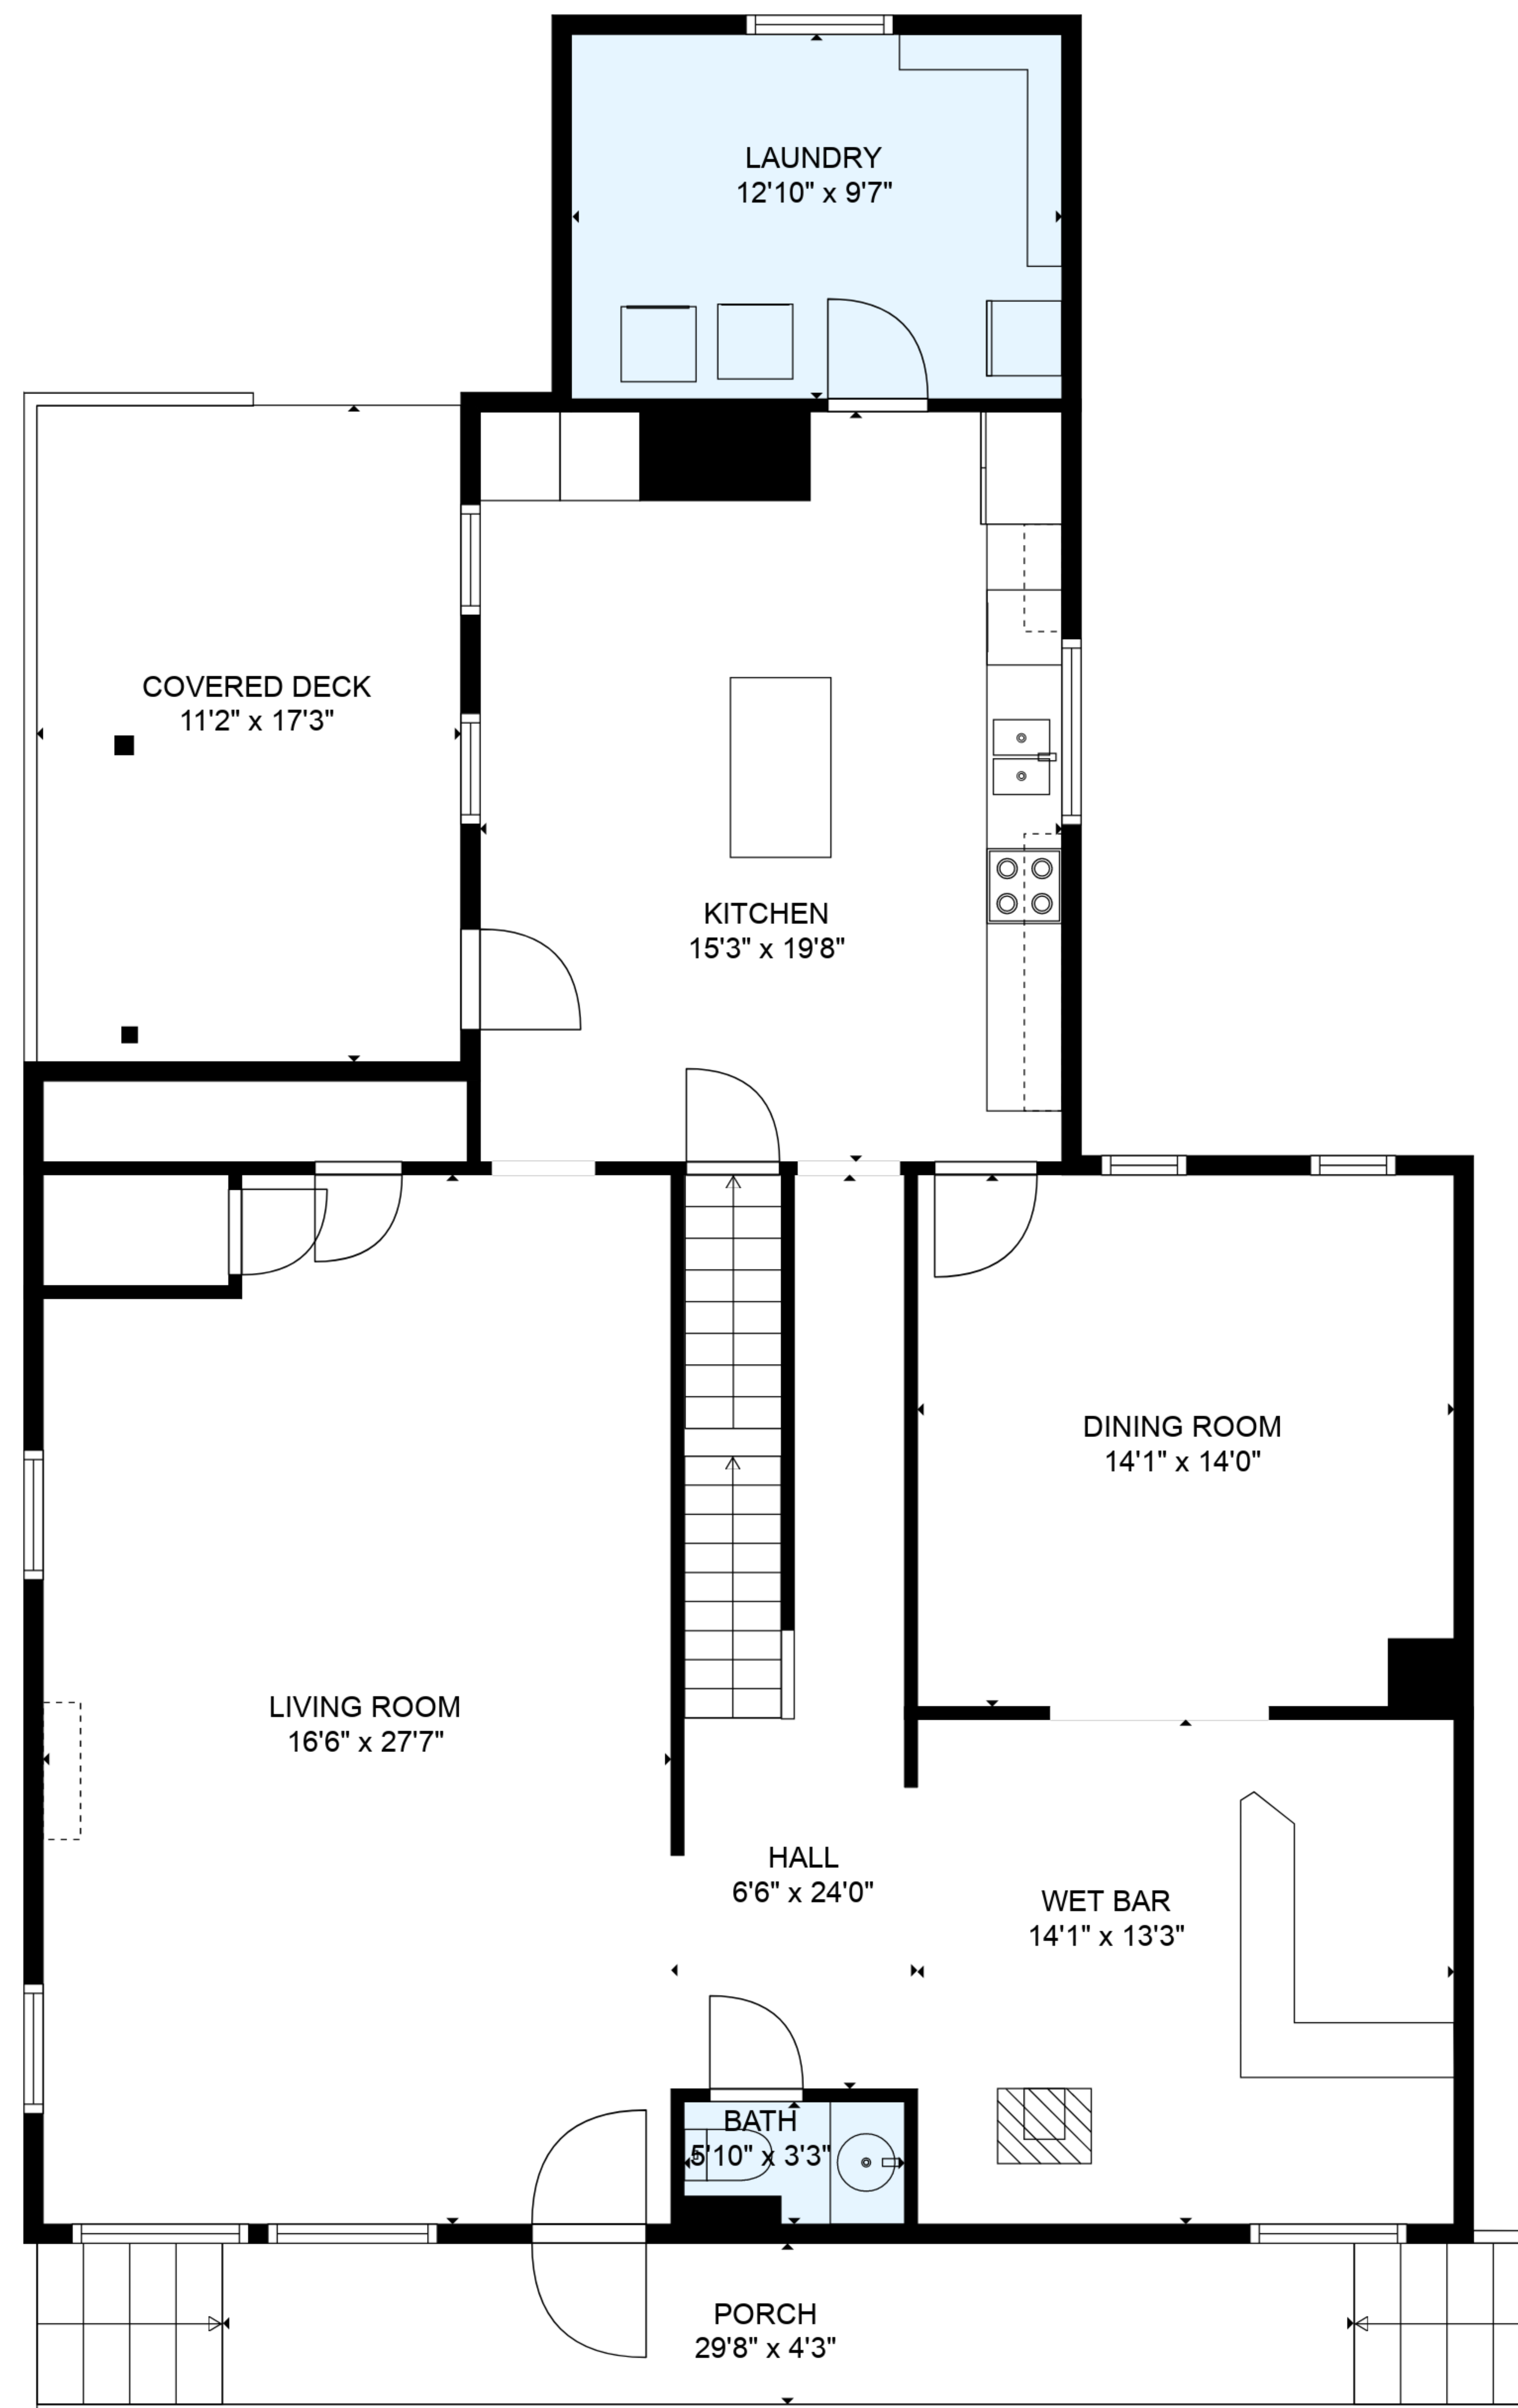 LAUNDRY
12'10" x 9'7"
COVERED DECK
11'2" x 17'3"
KITCHEN
15'3" x 19'8"
DINING ROOM
14'1" x 14'0"
LIVING ROOM
16'6" x 27'7"
HALL
6'6" x 24'0"
WET BAR
14'1" x 13'3"
BATH
5'10" x 3'3"
PORCH
29'8" x 4'3"